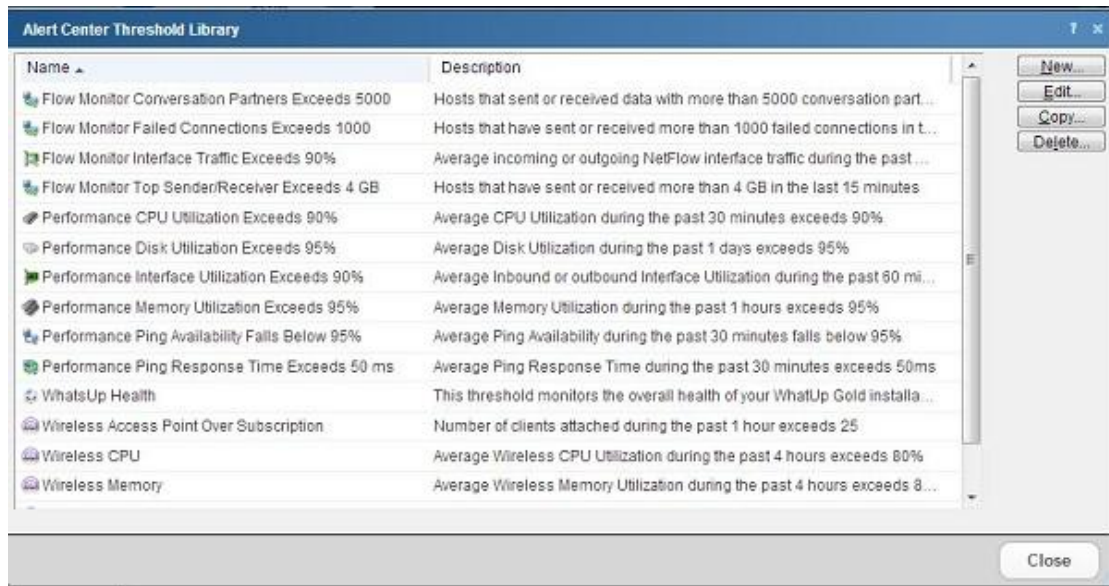 Alert Center Threshold Library ? x
Name Description
New...
Flow Monitor Conversation Partners Exceeds 5000 Hosts that sent or received data with more than 5000 conversation part...
Edit...
Flow Monitor Failed Connections Exceeds 1000 Hosts that have sent or received more than 1000 failed connections in t...
Copy...
Flow Monitor Interface Traffic Exceeds 90% Average incoming or outgoing NetFlow interface traffic during the past ...
Delete...
Flow Monitor Top Sender/Receiver Exceeds 4 GB Hosts that have sent or received more than 4 GB in the last 15 minutes
Performance CPU Utilization Exceeds 90% Average CPU Utilization during the past 30 minutes exceeds 90%
Performance Disk Utilization Exceeds 95% Average Disk Utilization during the past 1 days exceeds 95%
Performance Interface Utilization Exceeds 90% Average Inbound or outbound Interface Utilization during the past 60 mi...
Performance Memory Utilization Exceeds 95% Average Memory Utilization during the past 1 hours exceeds 95%
Performance Ping Availability Falls Below 95% Average Ping Availability during the past 30 minutes falls below 95%
Performance Ping Response Time Exceeds 50 ms Average Ping Response Time during the past 30 minutes exceeds 50ms
WhatsUp Health This threshold monitors the overall health of your WhatUp Gold installa...
Wireless Access Point Over Subscription Number of clients attached during the past 1 hour exceeds 25
Wireless CPU Average Wireless CPU Utilization during the past 4 hours exceeds 80%
Wireless Memory Average Wireless Memory Utilization during the past 4 hours exceeds 8...
Close